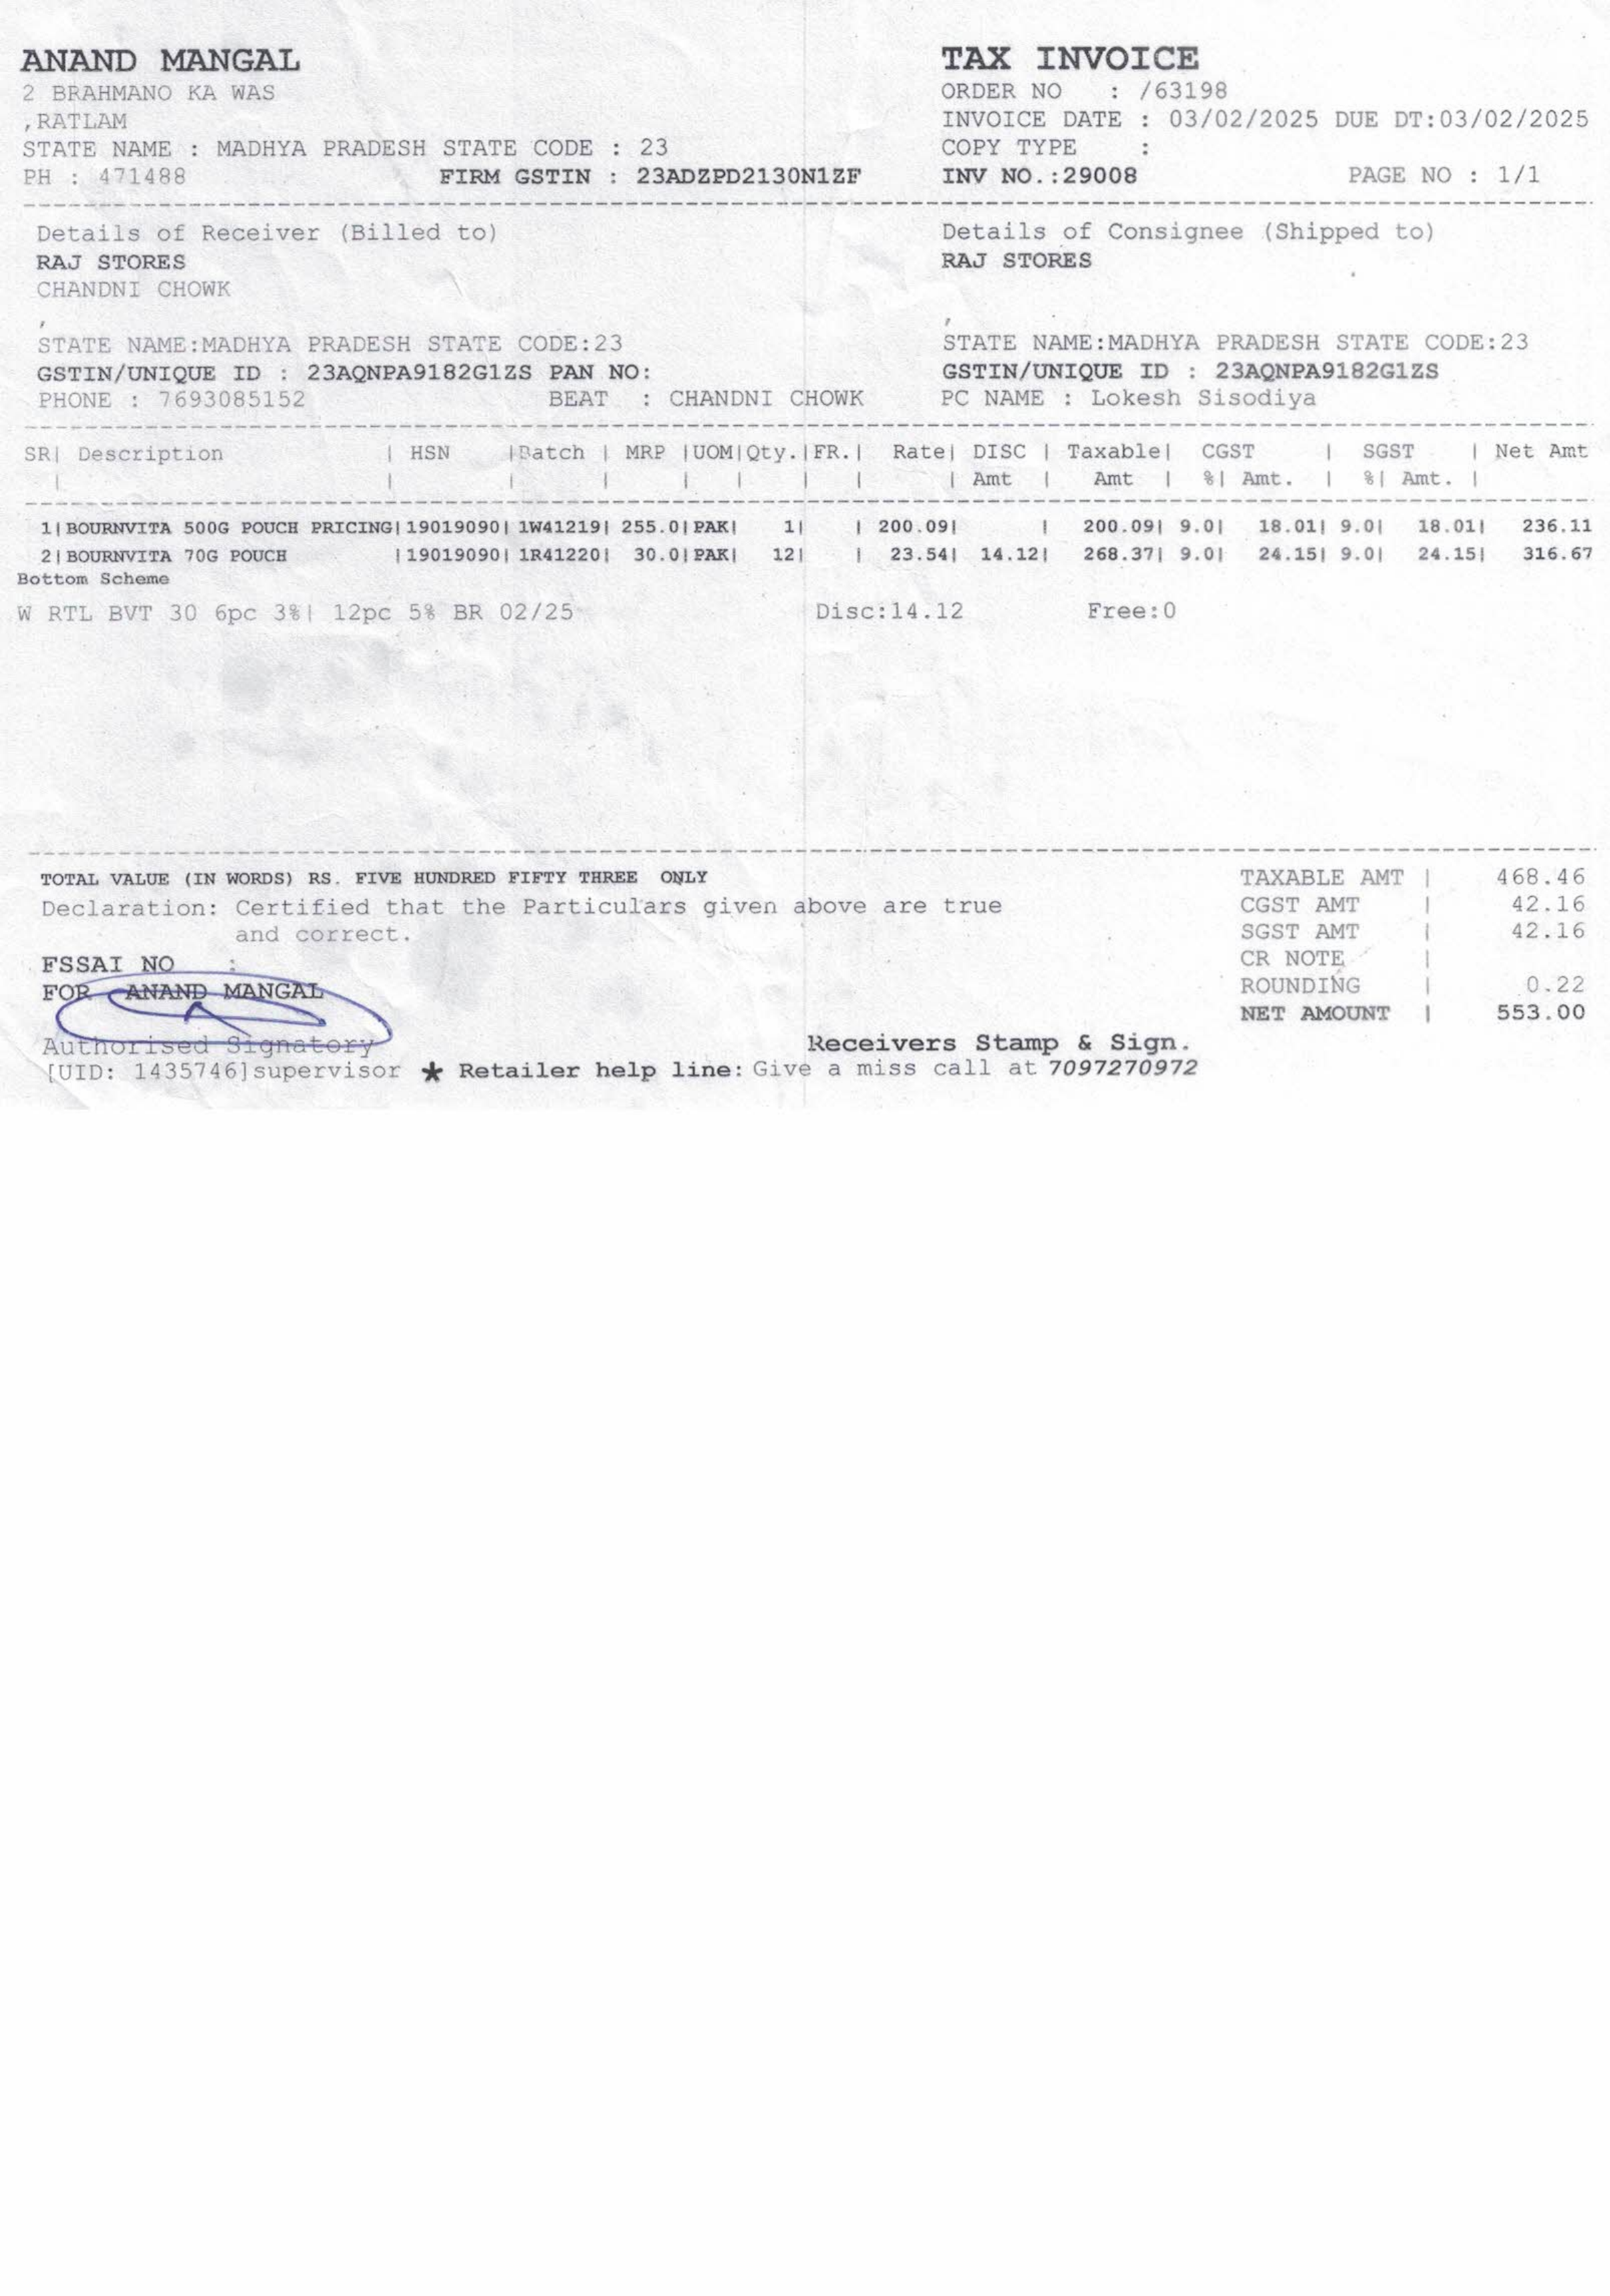 ANAND MANGAL
2 BRAHMANO KA WAS
,RATLAM
STATE NAME : MADHYA PRADESH STATE CODE : 23
PH : 471488 FIRM GSTIN : 23ADZPD2130N1ZF
TAX INVOICE
ORDER NO : /63198
INVOICE DATE : 03/02/2025 DUE DT:03/02/2025
COPY TYPE :
INV NO.:29008 PAGE NO : 1/1
Details of Receiver (Billed to)
RAJ STORES
CHANDNI CHOWK
,
STATE NAME:MADHYA PRADESH STATE CODE:23
GSTIN/UNIQUE ID : 23AQNPA9182G1ZS PAN NO:
PHONE : 7693085152 BEAT : CHANDNI CHOWK
Details of Consignee (Shipped to)
RAJ STORES
,
STATE NAME:MADHYA PRADESH STATE CODE:23
GSTIN/UNIQUE ID : 23AQNPA9182G1ZS
PC NAME : Lokesh Sisodiya
SR| Description | HSN |Batch | MRP |UOM|Qty.|FR.| Rate| DISC | Taxable| CGST | SGST | Net Amt
| | | | | | | | | Amt | Amt | %| Amt. | %| Amt. |
1|BOURNVITA 500G POUCH PRICING|19019090|1W41219|255.0|PAK| 1| | 200.09| | 200.09| 9.0| 18.01| 9.0| 18.01| 236.11
2|BOURNVITA 70G POUCH |19019090|1R41220| 30.0|PAK| 12| | 23.54| 14.12| 268.37| 9.0| 24.15| 9.0| 24.15| 316.67
Bottom Scheme
W RTL BVT 30 6pc 3%| 12pc 5% BR 02/25 Disc:14.12 Free:0
TOTAL VALUE (IN WORDS) RS. FIVE HUNDRED FIFTY THREE ONLY
Declaration: Certified that the Particulars given above are true
and correct.
FSSAI NO :
FOR ANAND MANGAL
Authorised Signatory
TAXABLE AMT | 468.46
CGST AMT | 42.16
SGST AMT | 42.16
CR NOTE |
ROUNDING | 0.22
NET AMOUNT | 553.00
Receivers Stamp & Sign.
[UID: 1435746]supervisor ★ Retailer help line: Give a miss call at 7097270972